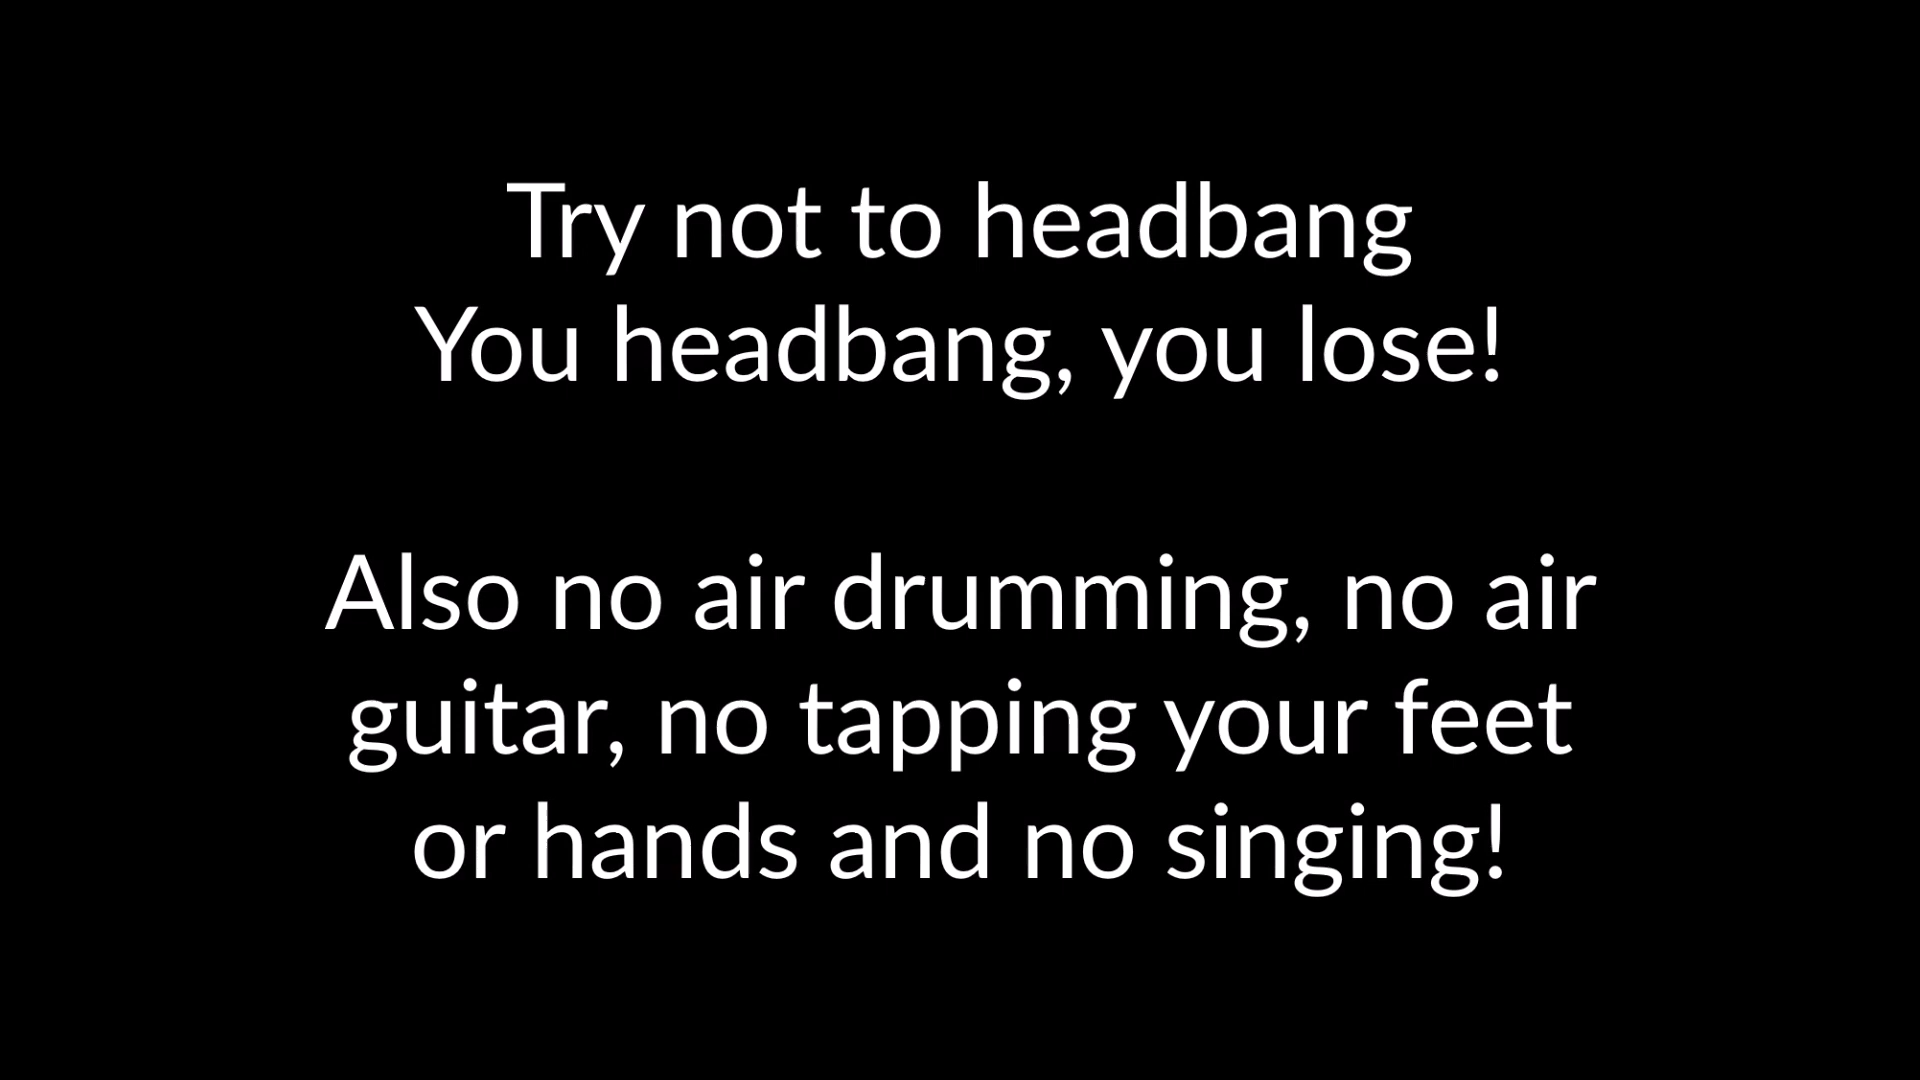 Try not to headbang
You headbang, you lose!
Also no air drumming, no air
guitar, no tapping your feet
or hands and no singing!